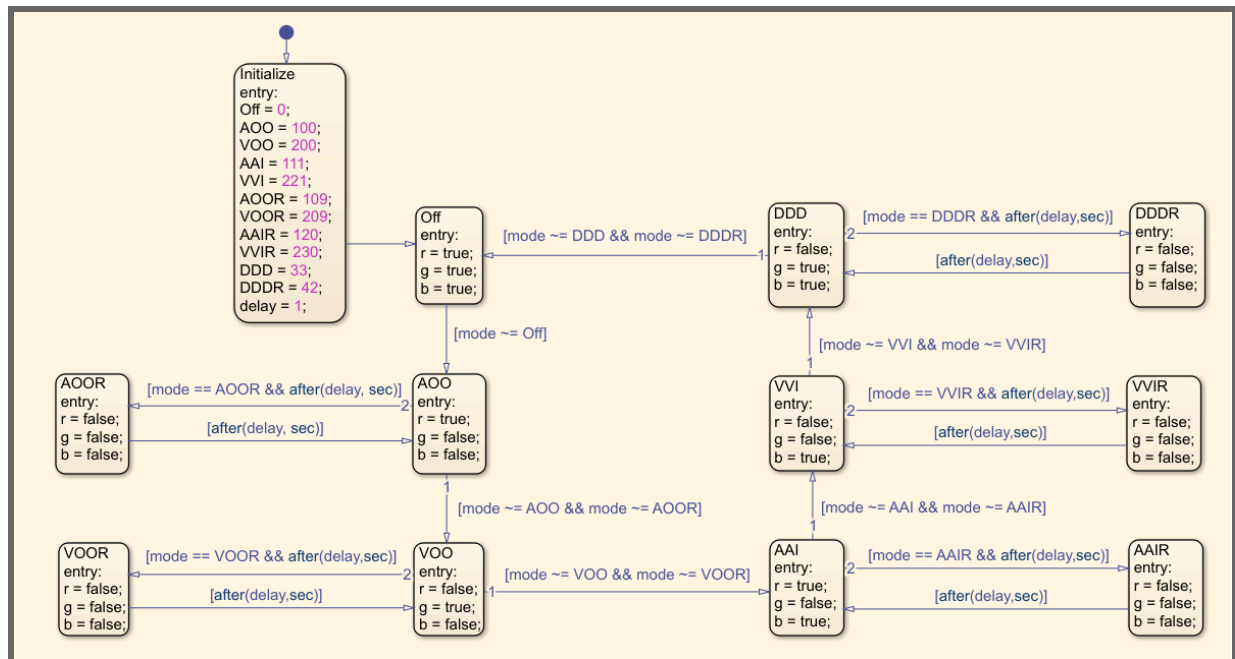 Initialize
entry:
Off = 0;
AOO = 100;
VOO = 200;
AAI = 111;
VVI = 221;
AOOR = 109;
VOOR = 209;
AAIR = 120;
VVIR = 230;
DDD = 33;
DDDR = 42;
delay = 1;
Off
entry:
r = true;
g = true;
b = true;
[mode ~= DDD && mode ~= DDDR]
1
DDD
entry:
r = false;
g = true;
b = true;
[mode == DDDR && after(delay,sec)]
2
[after(delay,sec)]
DDDR
entry:
r = false;
g = false;
b = false;
[mode ~= Off]
[mode ~= VVI && mode ~= VVIR]
1
AOOR
entry:
r = false;
g = false;
b = false;
[mode == AOOR && after(delay, sec)]
2
[after(delay, sec)]
AOO
entry:
r = true;
g = false;
b = false;
VVI
entry:
r = false;
g = false;
b = true;
[mode == VVIR && after(delay,sec)]
2
[after(delay,sec)]
VVIR
entry:
r = false;
g = false;
b = false;
1
[mode ~= AOO && mode ~= AOOR]
[mode ~= AAI && mode ~= AAIR]
1
VOOR
entry:
r = false;
g = false;
b = false;
[mode == VOOR && after(delay,sec)]
2
[after(delay,sec)]
VOO
entry:
r = false;
g = true;
b = false;
[mode ~= VOO && mode ~= VOOR]
1
AAI
entry:
r = true;
g = false;
b = true;
[mode == AAIR && after(delay,sec)]
2
[after(delay,sec)]
AAIR
entry:
r = false;
g = false;
b = false;